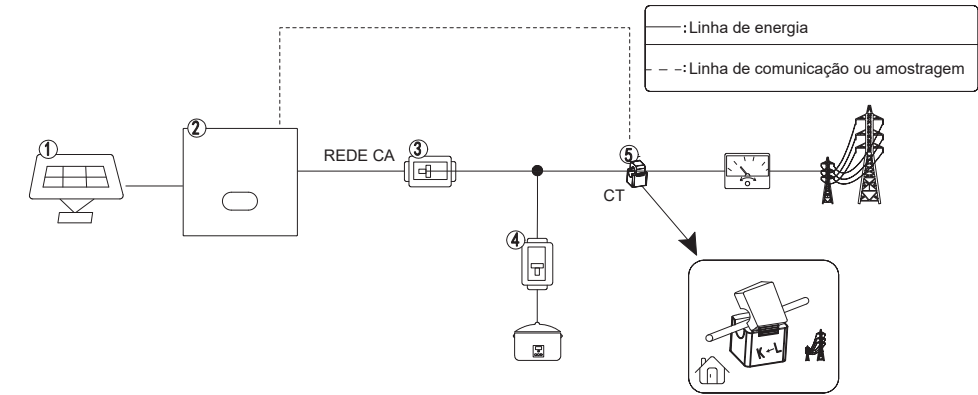 :Linha de energia
:Linha de comunicação ou amostragem
1
2
REDE CA
3
5
CT
4
K←L